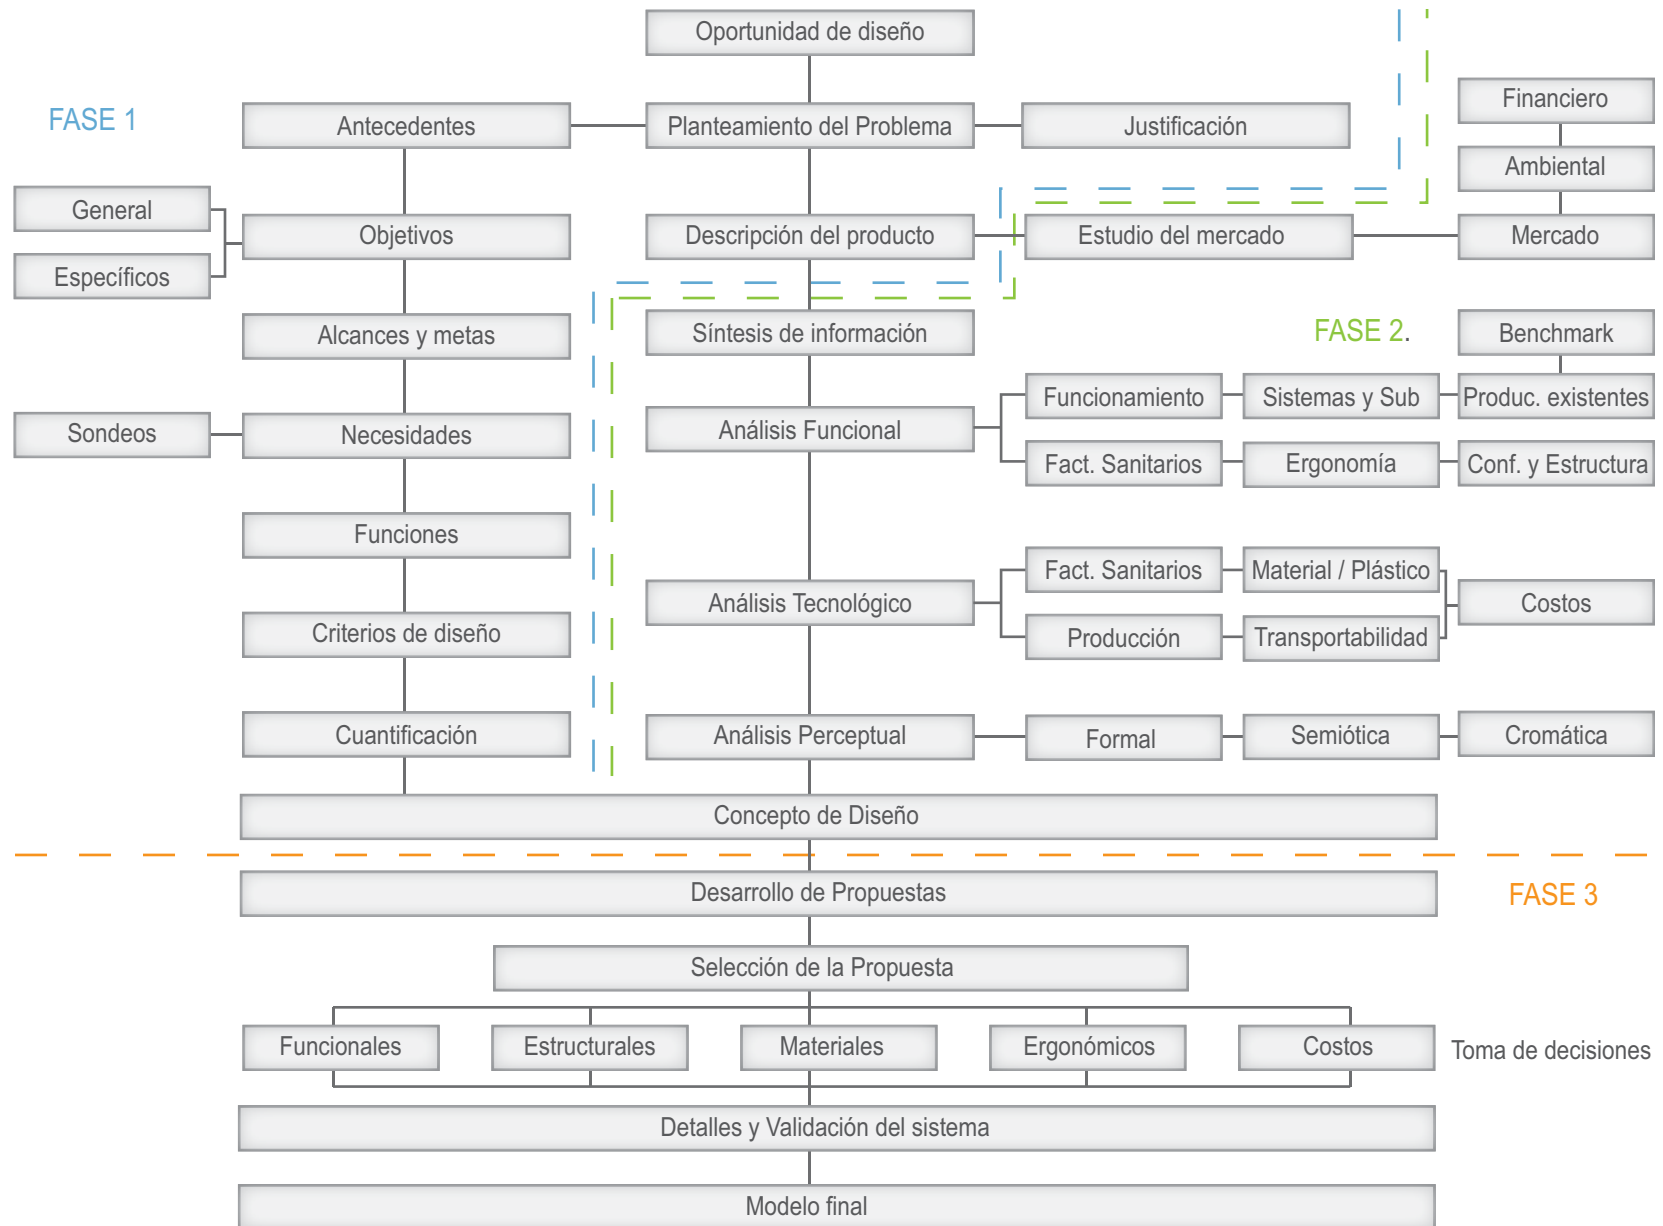 Oportunidad de diseño
FASE 1
Antecedentes
Planteamiento del Problema
Justificación
Financiero
Ambiental
General
Específicos
Objetivos
Descripción del producto
Estudio del mercado
Mercado
Alcances y metas
Síntesis de información
FASE 2.
Benchmark
Sondeos
Necesidades
Análisis Funcional
Funcionamiento
Sistemas y Sub
Produc. existentes
Fact. Sanitarios
Ergonomía
Conf. y Estructura
Funciones
Criterios de diseño
Análisis Tecnológico
Fact. Sanitarios
Material / Plástico
Producción
Transportabilidad
Costos
Cuantificación
Análisis Perceptual
Formal
Semiótica
Cromática
Concepto de Diseño
Desarrollo de Propuestas
FASE 3
Selección de la Propuesta
Funcionales
Estructurales
Materiales
Ergonómicos
Costos
Toma de decisiones
Detalles y Validación del sistema
Modelo final